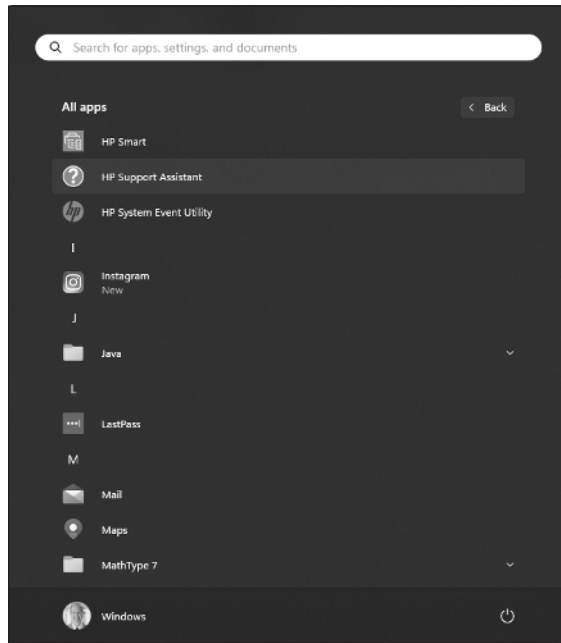 Search for apps, settings, and documents
All apps
Back
HP Smart
HP Support Assistant
hp
HP System Event Utility
I
Instagram
New
J
Java
L
LastPass
M
Mail
Maps
MathType 7
Windows